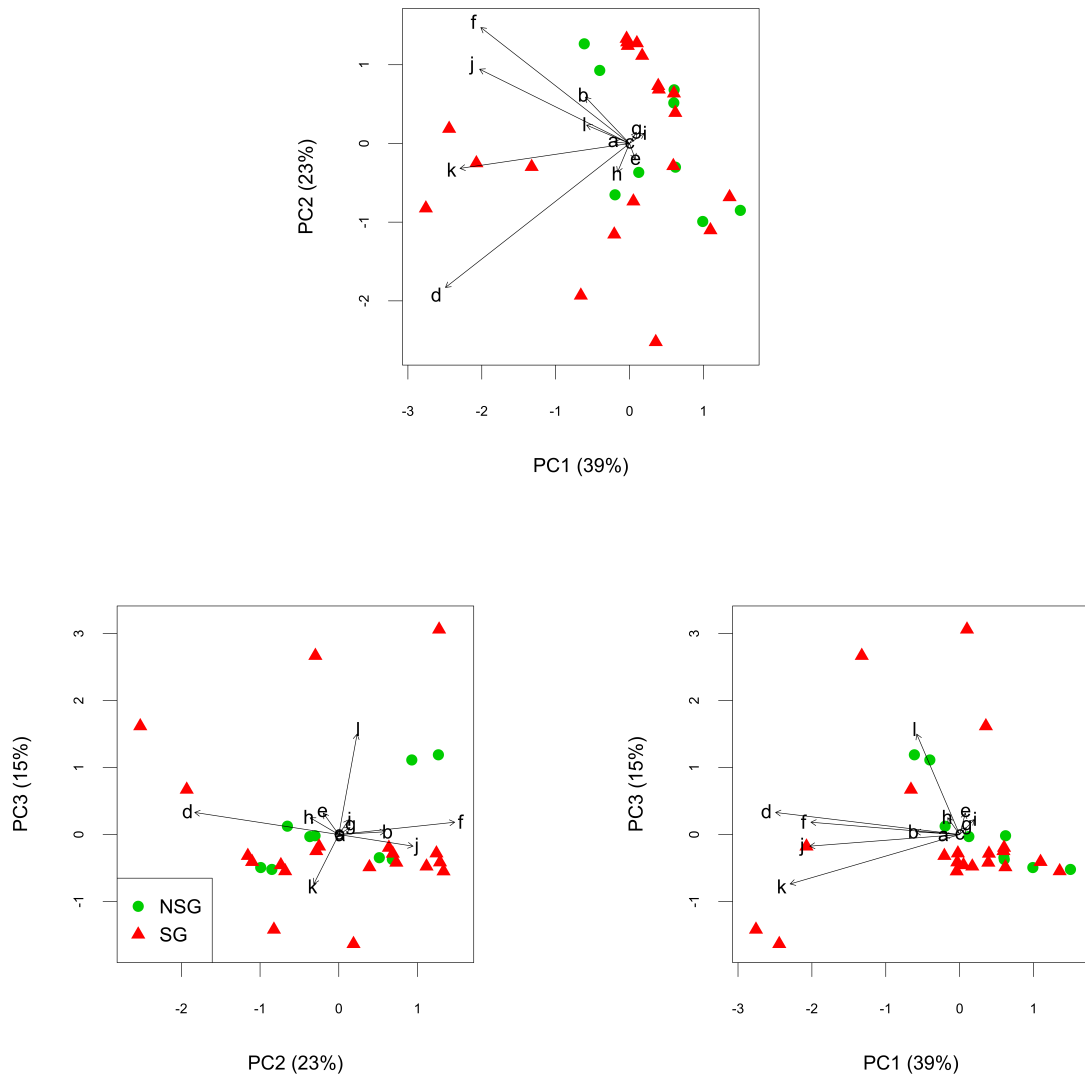 f
j
b
l
g
i
a
c
e
k
h
d
1
0
-1
-2
PC2 (23%)
-3 -2 -1 0 1
PC1 (39%)
3
2
1
0
-1
PC3 (15%)
l
d
e
h
i
g
f
b
a
j
k
NSG
SG
-2 -1 0 1
PC2 (23%)
3
2
1
0
-1
PC3 (15%)
l
d
e
h
f
i
g
b
a
c
j
k
-3 -2 -1 0 1
PC1 (39%)